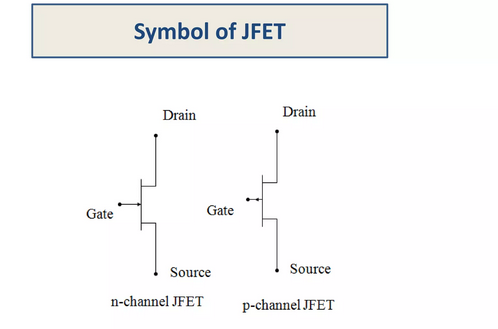 Symbol of JFET
Drain
Drain
Gate
Gate
Source
Source
n-channel JFET
p-channel JFET